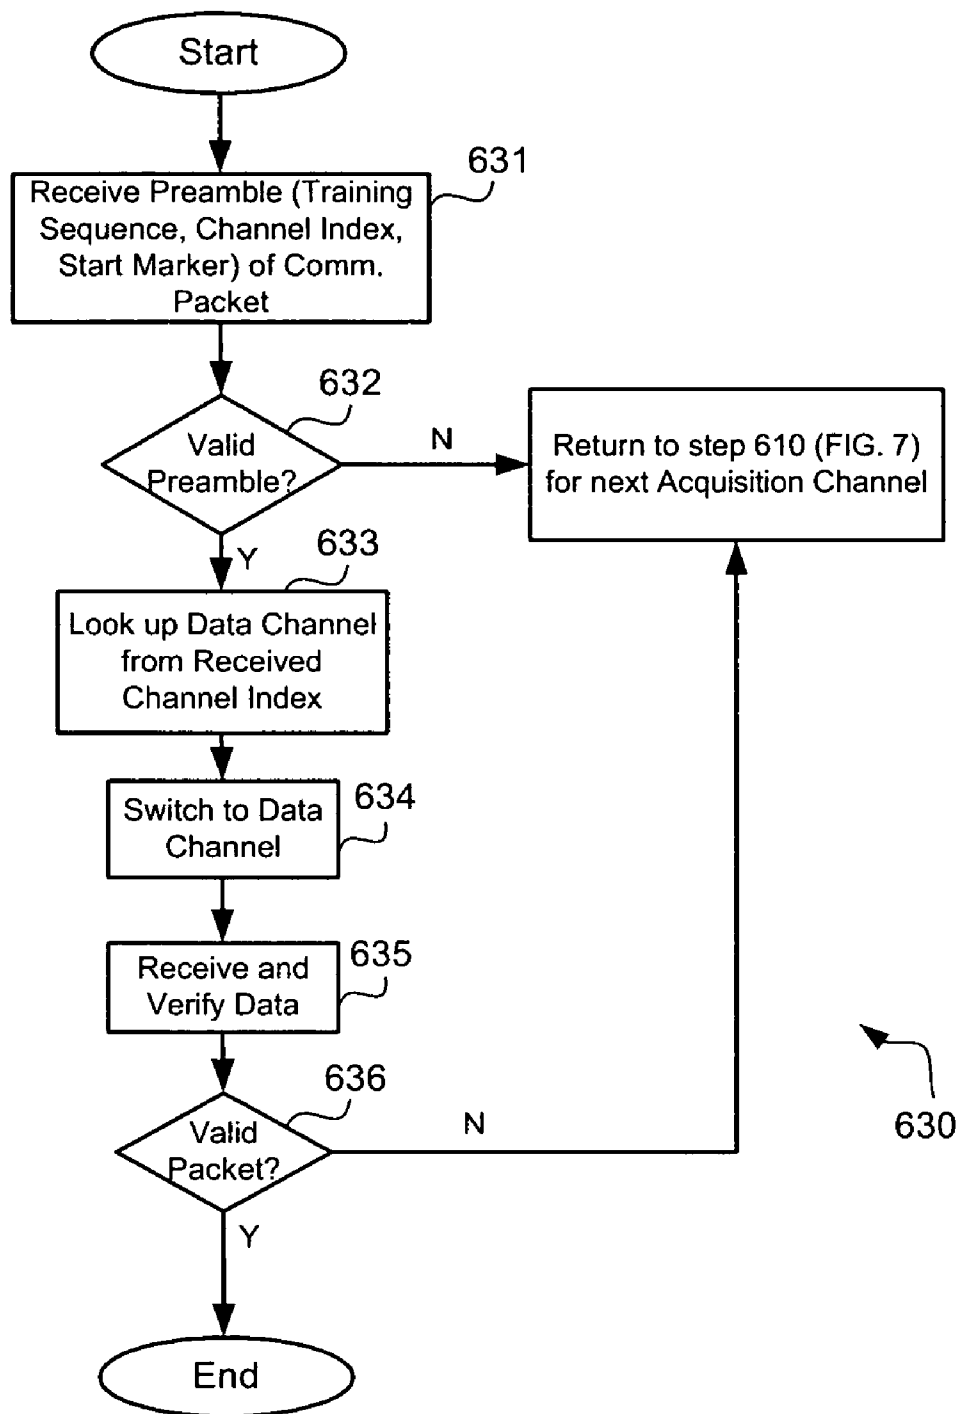 Start
631
Receive Preamble (Training
Sequence, Channel Index,
Start Marker) of Comm.
Packet
632
Valid
Preamble?
N
Return to step 610 (FIG. 7)
for next Acquisition Channel
Y
633
Look up Data Channel
from Received
Channel Index
634
Switch to Data
Channel
635
Receive and
Verify Data
636
Valid
Packet?
N
630
Y
End